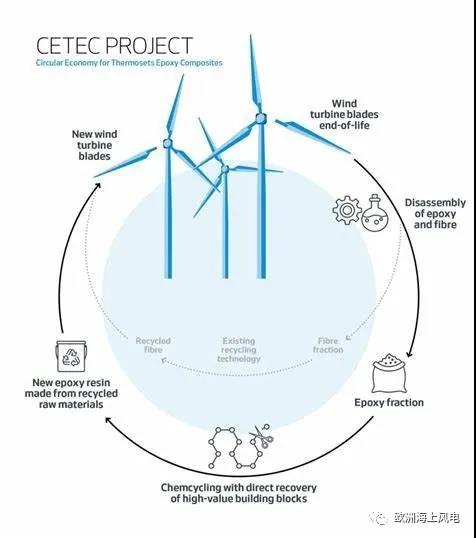 CETEC PROJECT
Circular Economy for Thermosets Epoxy Composites
Wind
turbine blades
end-of-life
New wind
turbine
blades
Disassembly
of epoxy
and fibre
Recycled
fibre
Existing
recycling
technology
Fibre
fraction
New epoxy resin
made from recycled
raw materials
Epoxy fraction
Chemcycling with direct recovery
of high-value building blocks
欧洲海上风电